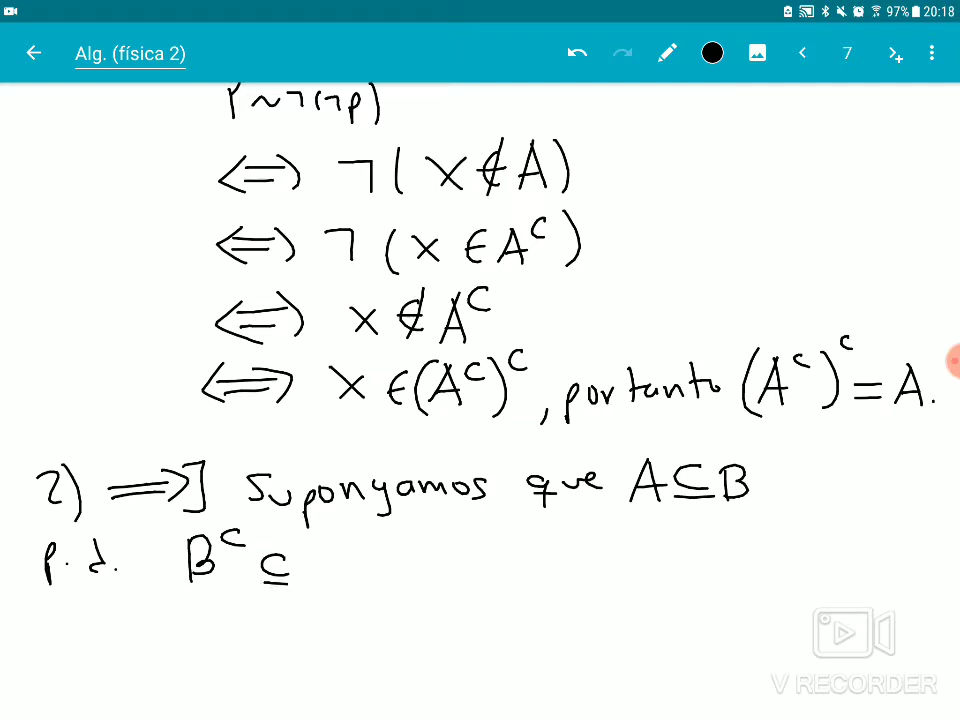 97% 20:18
Alg. (física 2)
7
P ~ ¬(¬p)
⟺ ¬( x ∉ A)
⟺ ¬ ( x ∈ A^c )
⟺ x ∉ A^c
⟺ x ∈ (A^c)^c , portanto (A^c)^c = A.
2) ⟹] Supongamos que A ⊆ B
p.d. B^c ⊆
V RECORDER